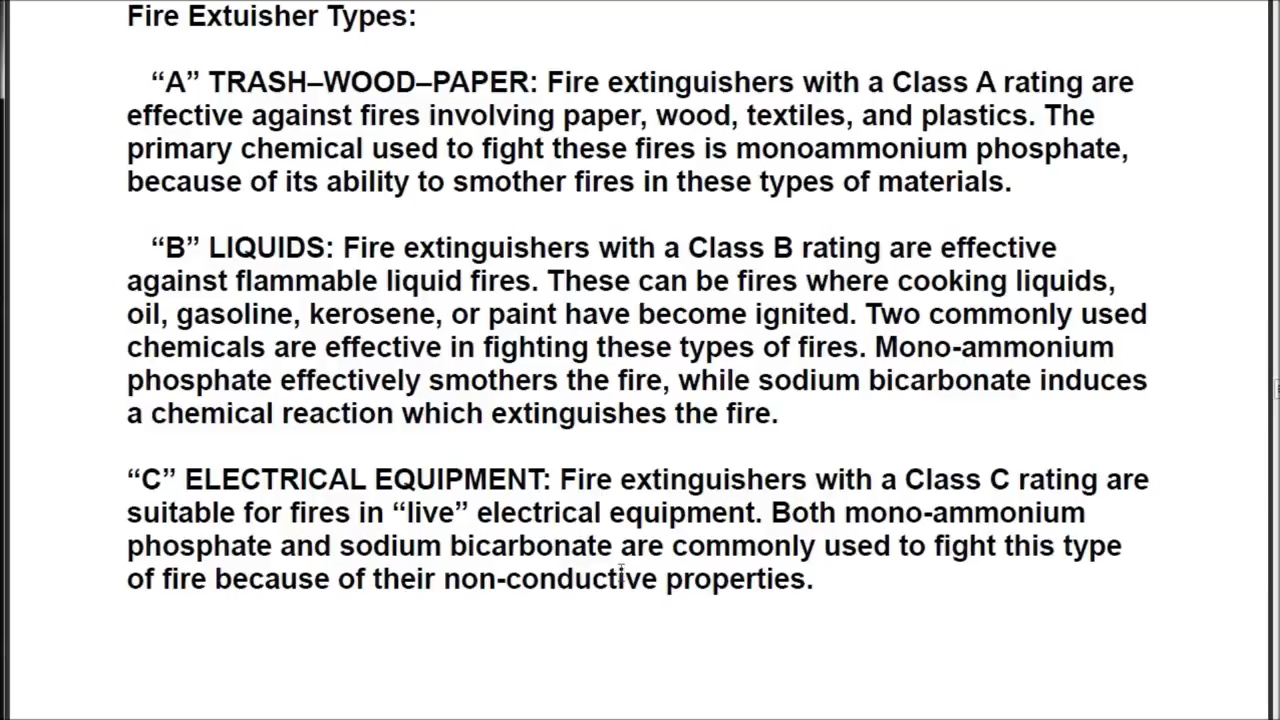 Fire Extuisher Types:
“A” TRASH–WOOD–PAPER: Fire extinguishers with a Class A rating are
effective against fires involving paper, wood, textiles, and plastics. The
primary chemical used to fight these fires is monoammonium phosphate,
because of its ability to smother fires in these types of materials.
“B” LIQUIDS: Fire extinguishers with a Class B rating are effective
against flammable liquid fires. These can be fires where cooking liquids,
oil, gasoline, kerosene, or paint have become ignited. Two commonly used
chemicals are effective in fighting these types of fires. Mono-ammonium
phosphate effectively smothers the fire, while sodium bicarbonate induces
a chemical reaction which extinguishes the fire.
“C” ELECTRICAL EQUIPMENT: Fire extinguishers with a Class C rating are
suitable for fires in “live” electrical equipment. Both mono-ammonium
phosphate and sodium bicarbonate are commonly used to fight this type
of fire because of their non-conductive properties.